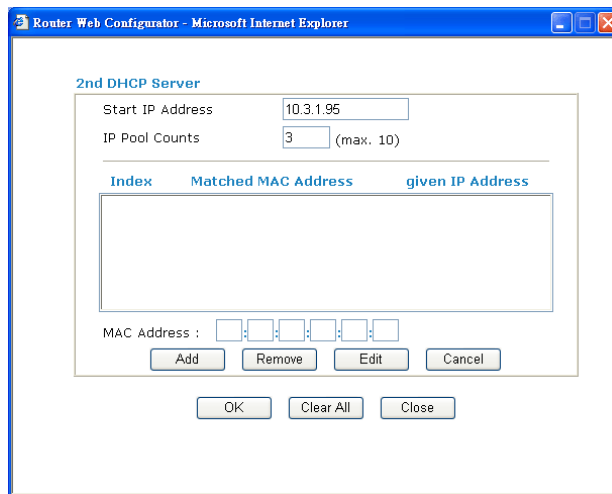 Router Web Configurator - Microsoft Internet Explorer
2nd DHCP Server
Start IP Address 10.3.1.95
IP Pool Counts 3 (max. 10)
Index Matched MAC Address given IP Address
MAC Address : : : : : :
Add Remove Edit Cancel
OK Clear All Close